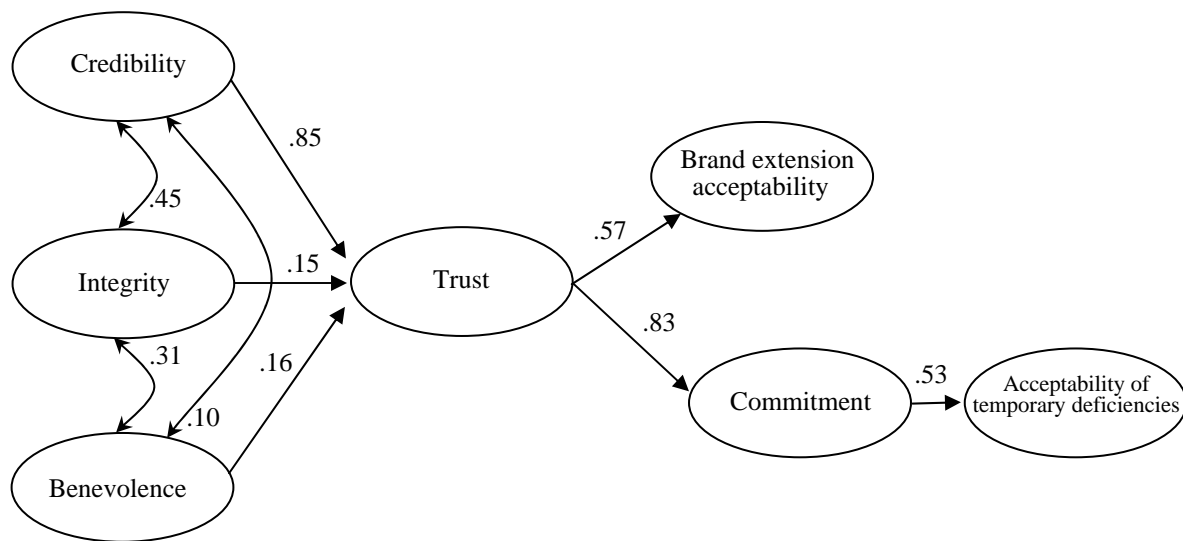 Credibility
.85
Brand extension
acceptability
.45
.57
Integrity
.15
Trust
.31
.16
.83
.53
Commitment
Acceptability of
temporary deficiencies
.10
Benevolence